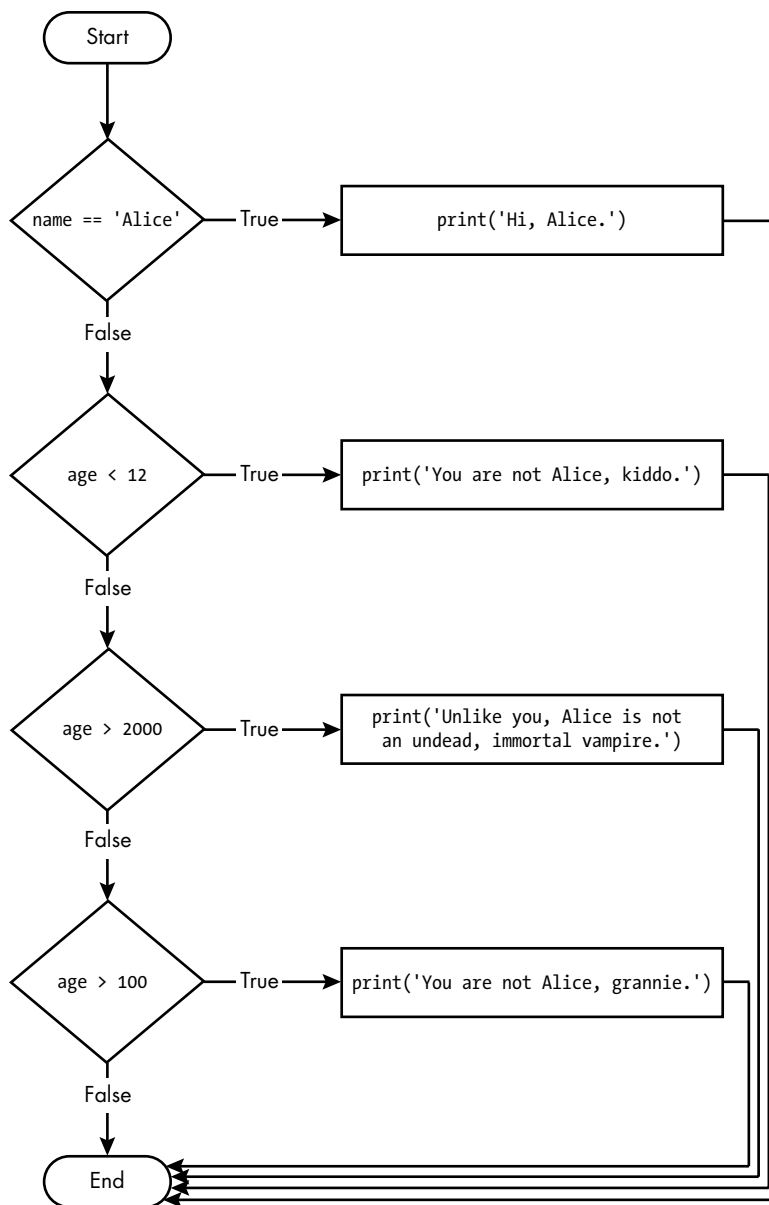 Start
name == 'Alice'
True
print('Hi, Alice.')
False
age < 12
True
print('You are not Alice, kiddo.')
False
age > 2000
True
print('Unlike you, Alice is not
an undead, immortal vampire.')
False
age > 100
True
print('You are not Alice, grannie.')
False
End